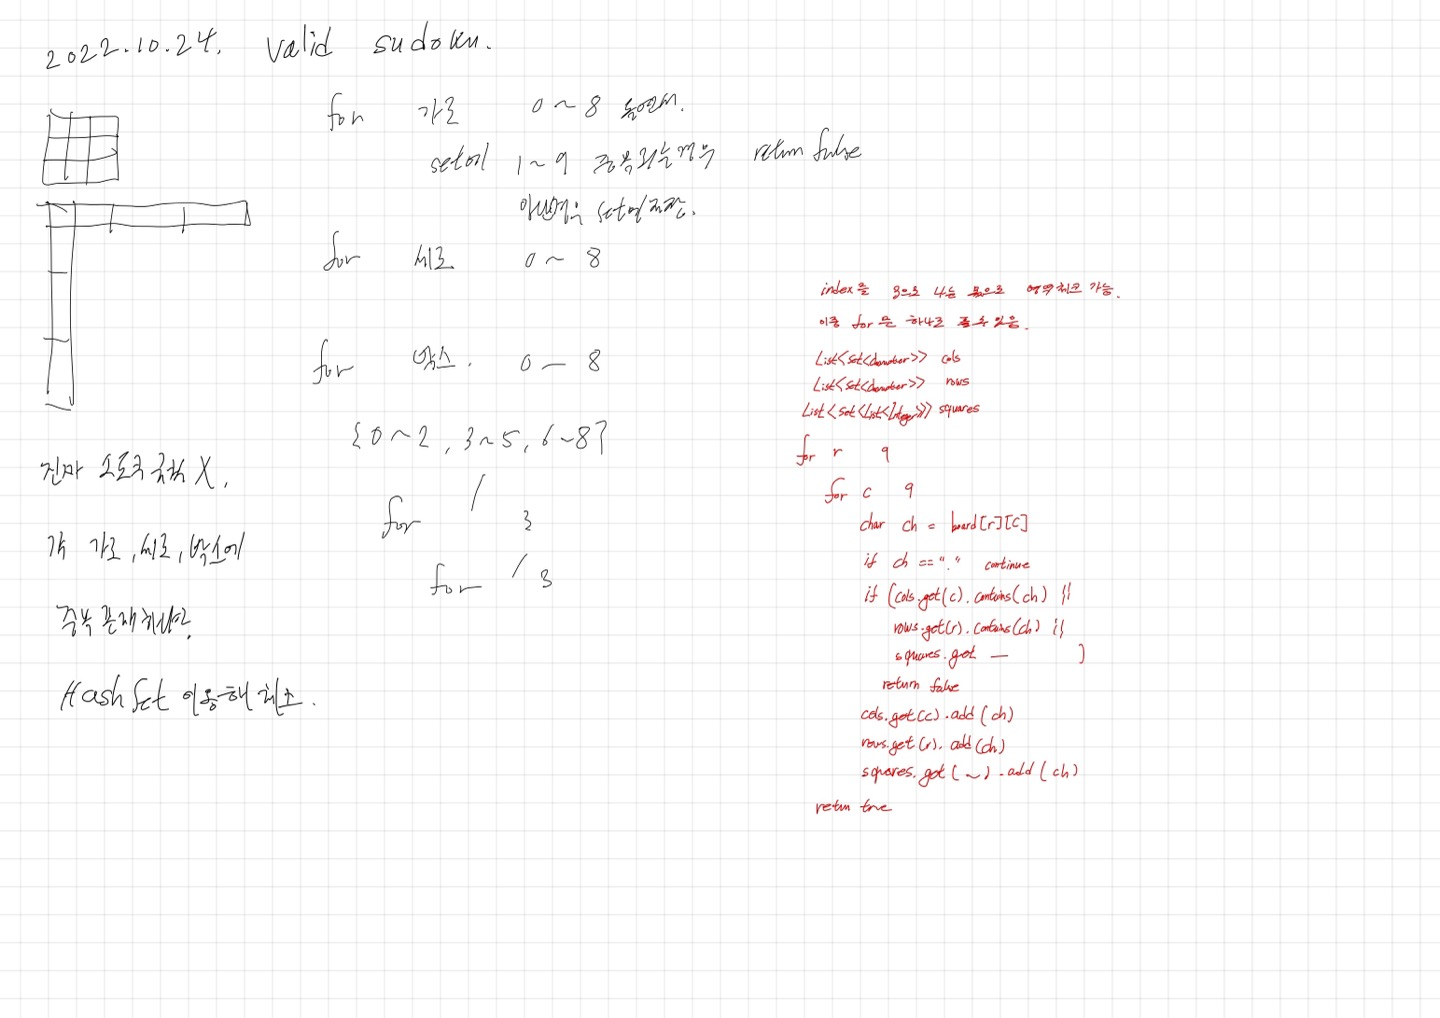 2022.10.24. valid sudoku.
for 가로 0 ~ 8 돌면서.
set에 1 ~ 9 중복되는 경우 return false
아닌경우 set에 저장.
for 세로 0 ~ 8
for 박스. 0 — 8
{0 ~ 2, 3 ~ 5, 6 ~ 8}
for / 3
for / 3
진짜 스도쿠 규칙 X.
각 가로, 세로, 박스에
중복 존재하냐?
HashSet 이용해 체크.
index를 3으로 나눈 몫으로 영역체크 가능.
이중 for 문 하나로 풀 수 있음.
List<Set<Character>> cols
List<Set<Character>> rows
List<Set<List<Integer>>> squares
for r 9
for c 9
char ch = board[r][c]
if ch == "." continue
if (cols.get(c).contains(ch) ||
rows.get(r).contains(ch) ||
squares.get — )
return false
cols.get(c).add(ch)
rows.get(r).add(ch)
squares.get(~).add(ch)
return true